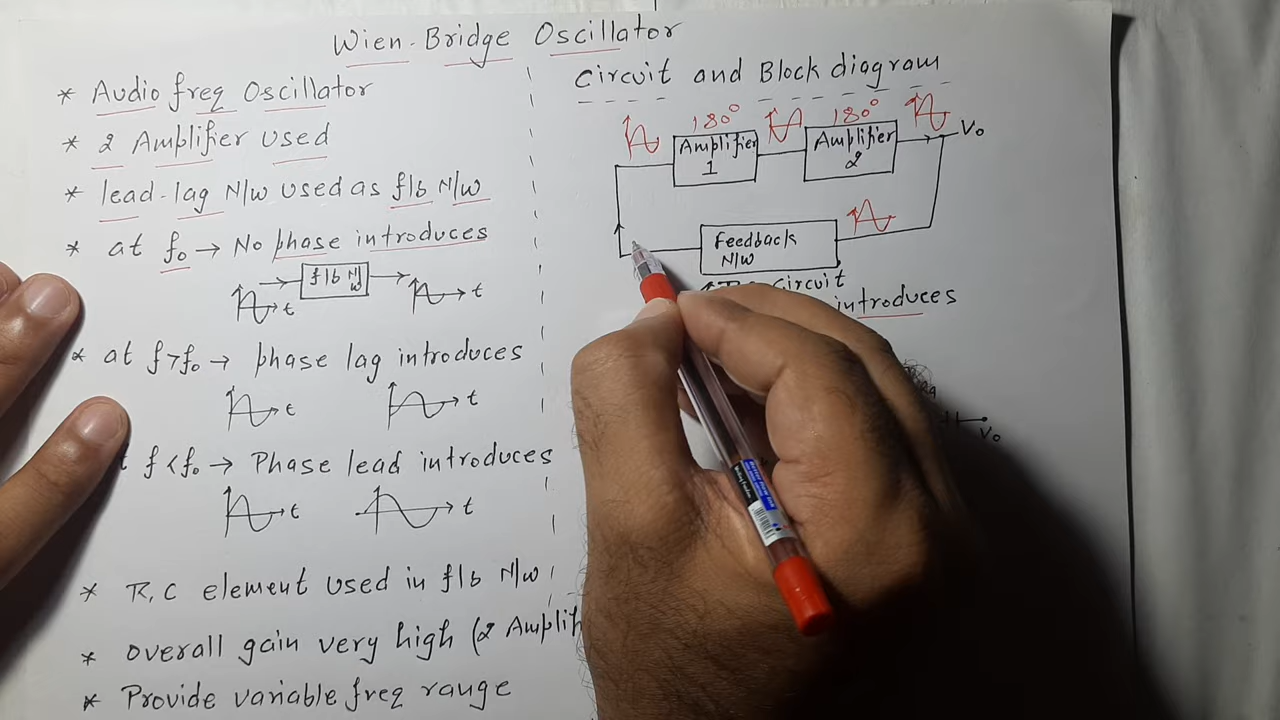 Wien-Bridge Oscillator
* Audio freq Oscillator
* 2 Amplifier used
* lead-lag N/w used as f/b N/w
* at f₀ → No phase introduces
f/b N/w
t
t
* at f>f₀ → phase lag introduces
t
t
f<f₀ → Phase lead introduces
t
t
* R,C element used in f/b N/w
* overall gain very high (2 Amplif
* Provide variable freq range
Circuit and Block diagram
180°
180°
Amplifier
1
Amplifier
2
V₀
Feedback
N/w
Circuit
introduces
V₀